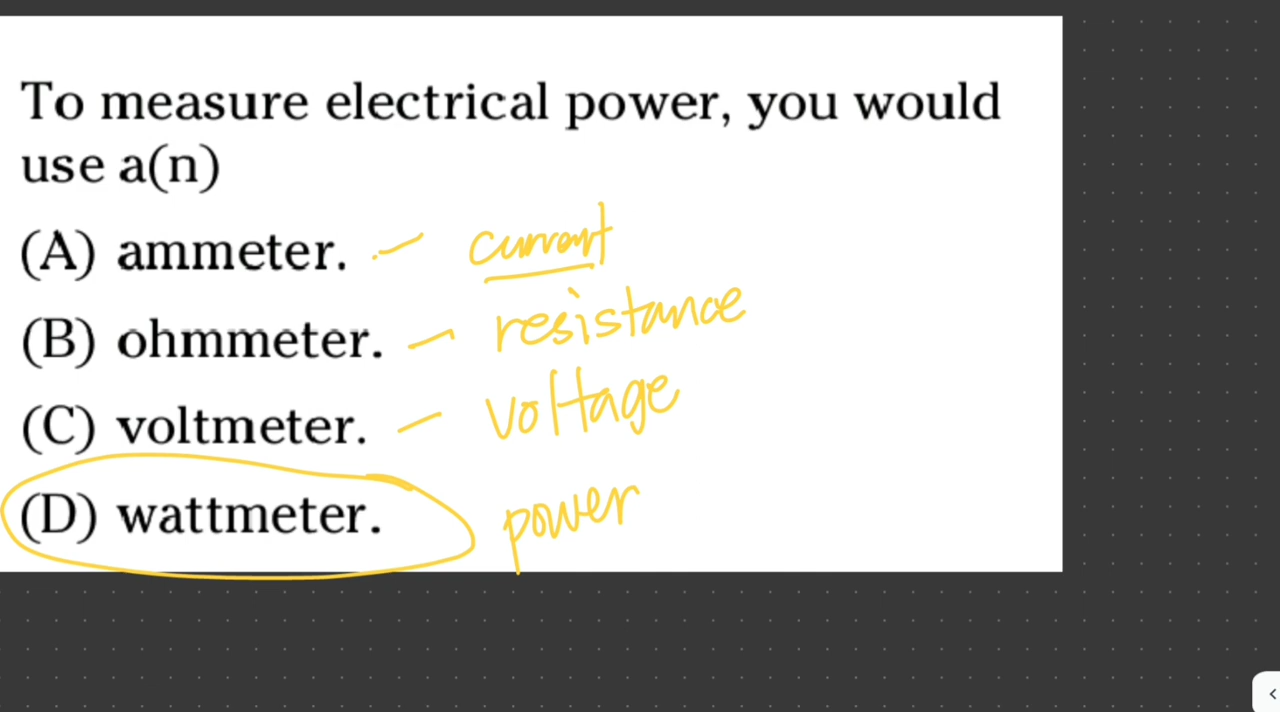 To measure electrical power, you would
use a(n)
(A) ammeter. - current
(B) ohmmeter. - resistance
(C) voltmeter. - voltage
(D) wattmeter. power